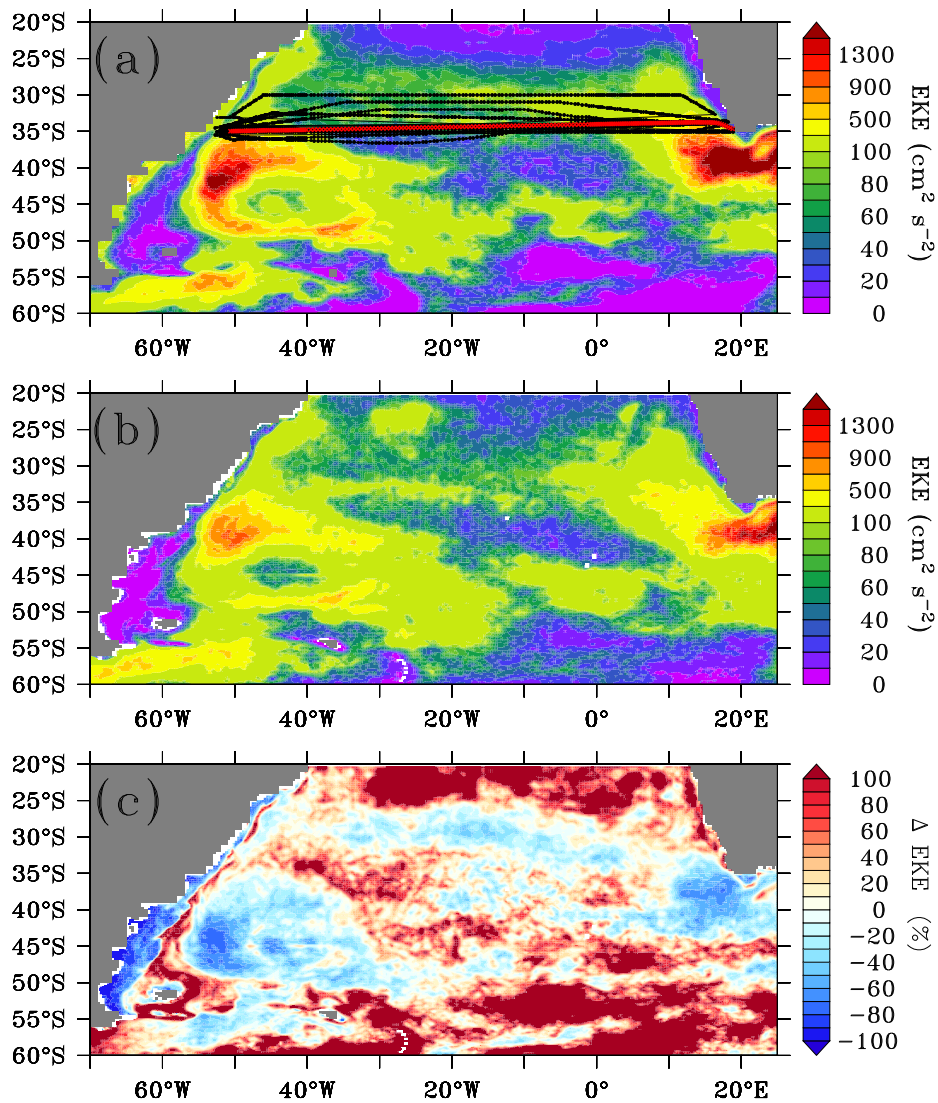 (a)
20°S
25°S
30°S
35°S
40°S
45°S
50°S
55°S
60°S
60°W 40°W 20°W 0° 20°E
1300
900
500
100
80
60
40
20
0
EKE (cm² s⁻²)
(b)
20°S
25°S
30°S
35°S
40°S
45°S
50°S
55°S
60°S
60°W 40°W 20°W 0° 20°E
1300
900
500
100
80
60
40
20
0
EKE (cm² s⁻²)
(c)
20°S
25°S
30°S
35°S
40°S
45°S
50°S
55°S
60°S
60°W 40°W 20°W 0° 20°E
100
80
60
40
20
0
−20
−40
−60
−80
−100
Δ EKE (%)